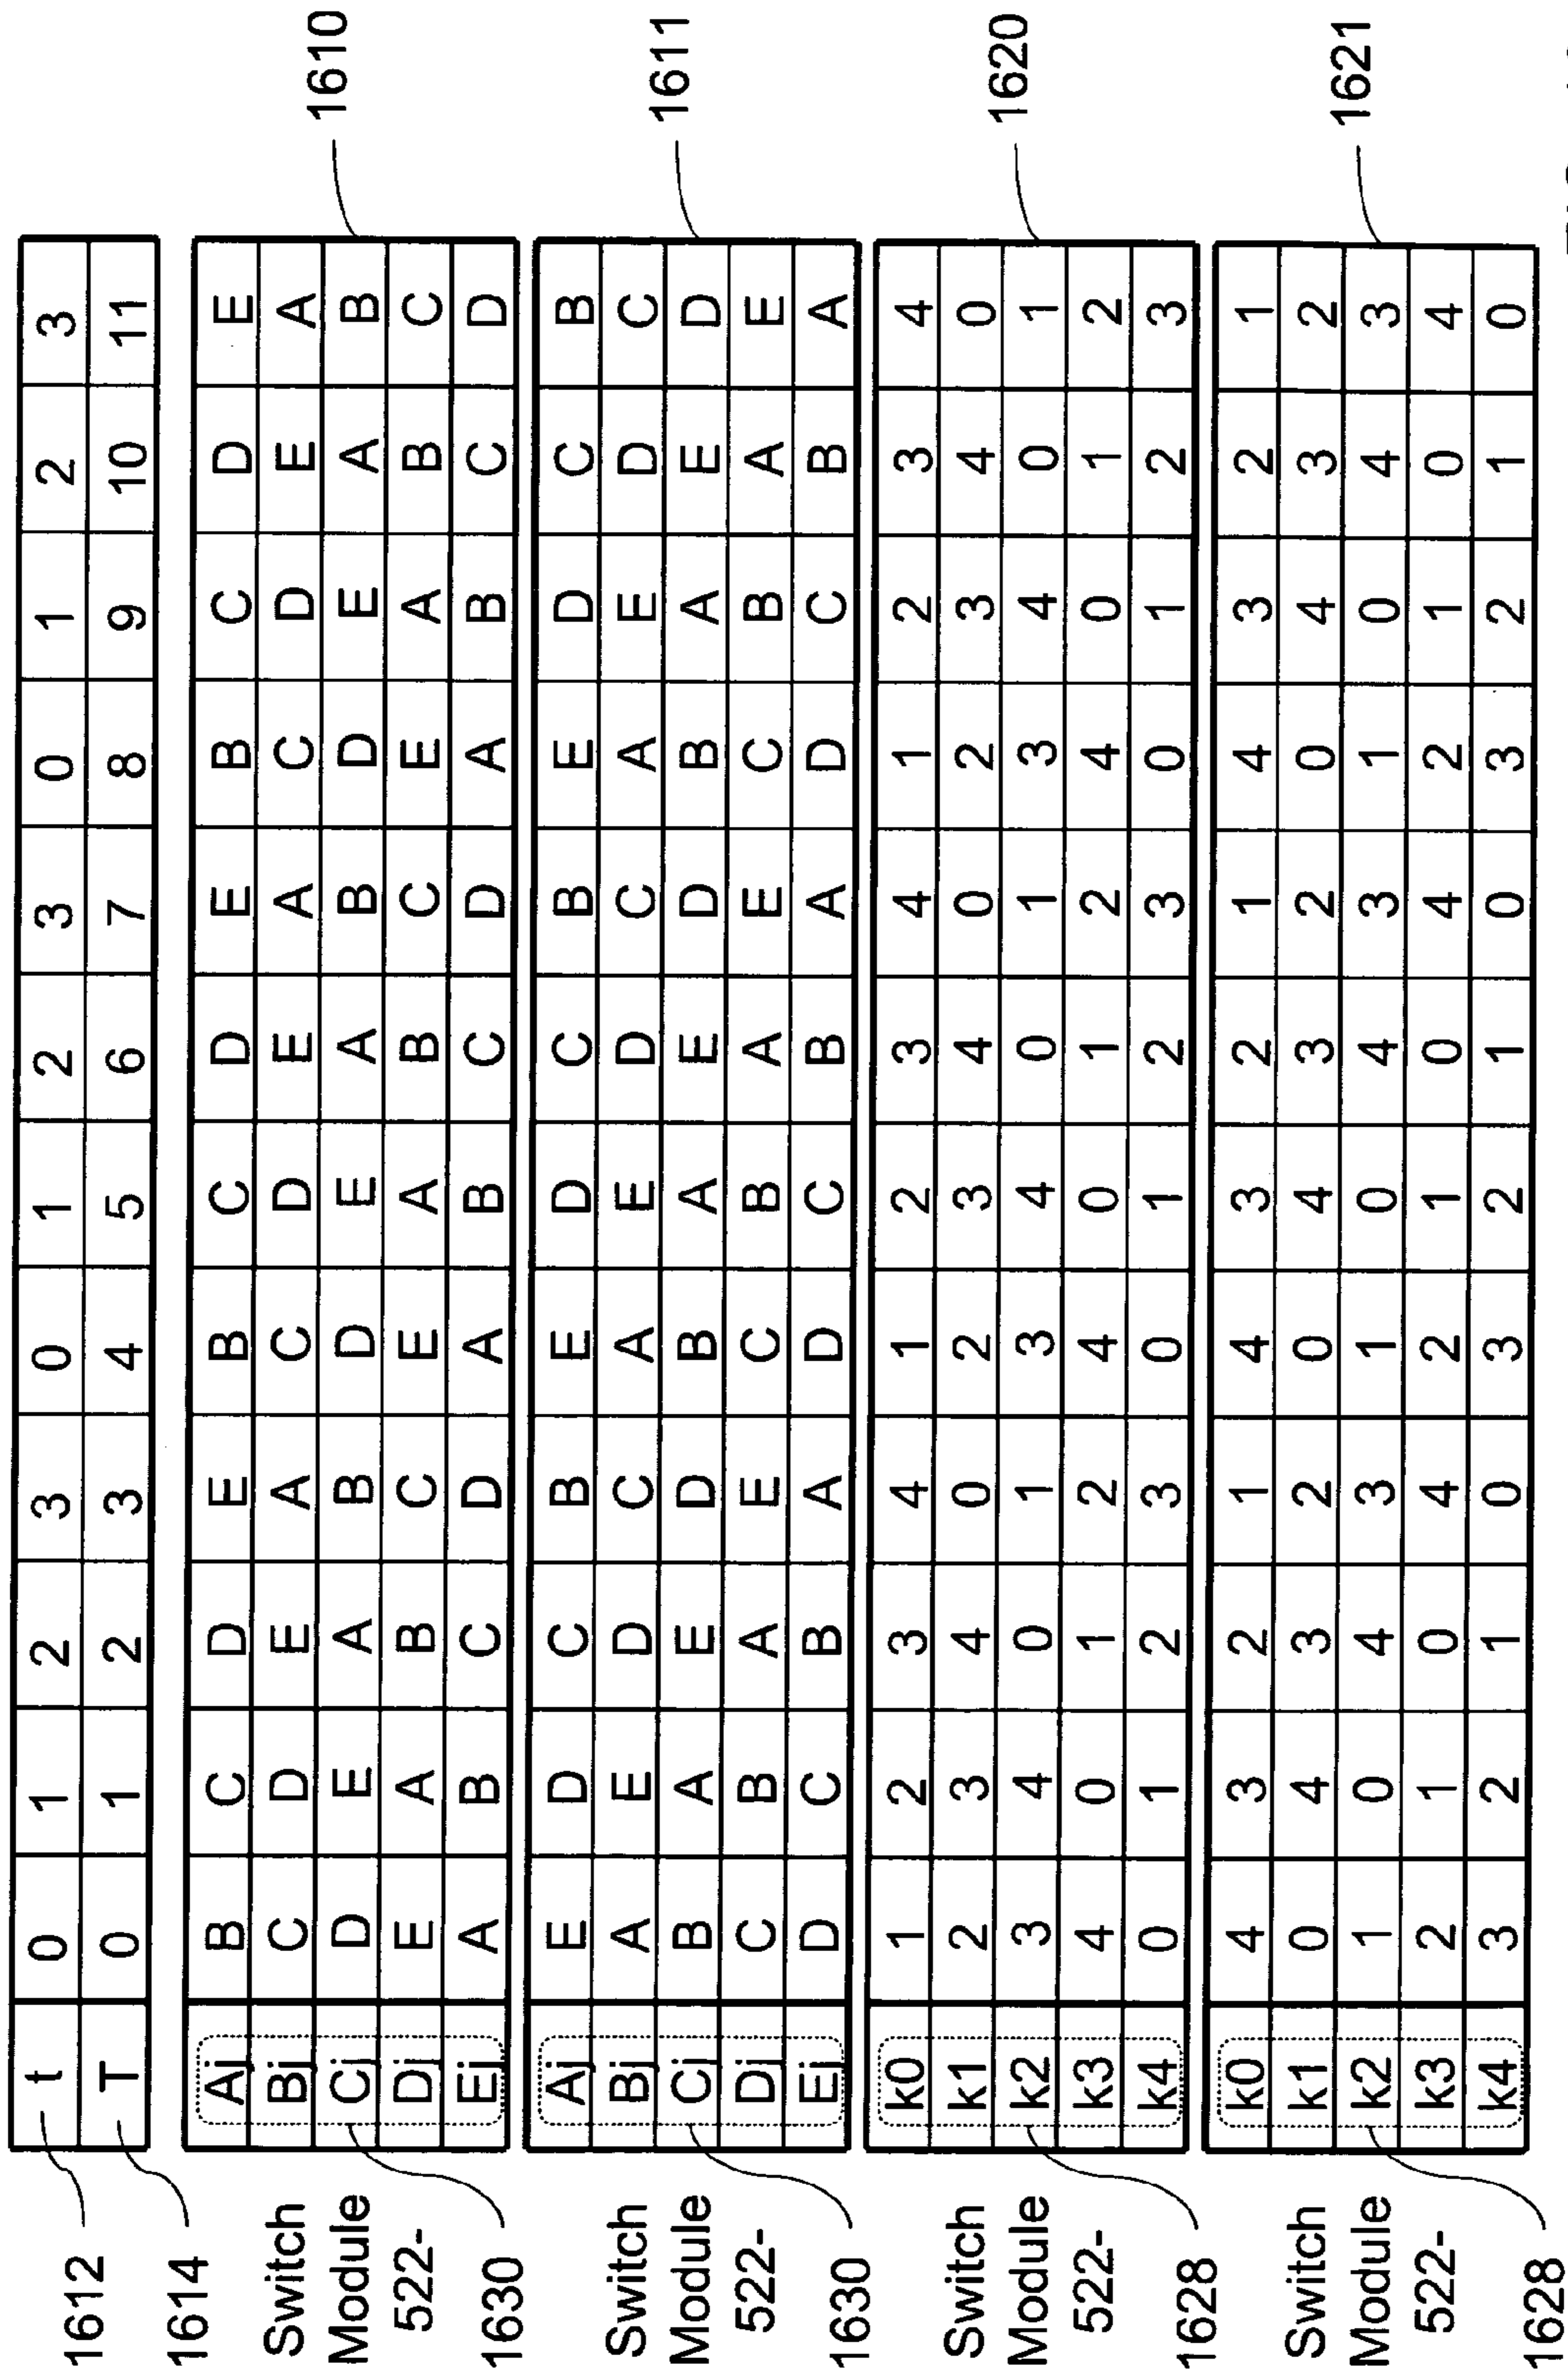 1612 t 0 1 2 3 0 1 2 3 0 1 2 3
1614 T 0 1 2 3 4 5 6 7 8 9 10 11
Switch Module 522-
1630
Aj B C D E B C D E B C D E
Bj C D E A C D E A C D E A
Cj D E A B D E A B D E A B
Dj E A B C E A B C E A B C
Ej A B C D A B C D A B C D
1610
Switch Module 522-
1630
Aj E D C B E D C B E D C B
Bj A E D C A E D C A E D C
Cj B A E D B A E D B A E D
Dj C B A E C B A E C B A E
Ej D C B A D C B A D C B A
1611
Switch Module 522-
1628
k0 1 2 3 4 1 2 3 4 1 2 3 4
k1 2 3 4 0 2 3 4 0 2 3 4 0
k2 3 4 0 1 3 4 0 1 3 4 0 1
k3 4 0 1 2 4 0 1 2 4 0 1 2
k4 0 1 2 3 0 1 2 3 0 1 2 3
1620
Switch Module 522-
1628
k0 4 3 2 1 4 3 2 1 4 3 2 1
k1 0 4 3 2 0 4 3 2 0 4 3 2
k2 1 0 4 3 1 0 4 3 1 0 4 3
k3 2 1 0 4 2 1 0 4 2 1 0 4
k4 3 2 1 0 3 2 1 0 3 2 1 0
1621